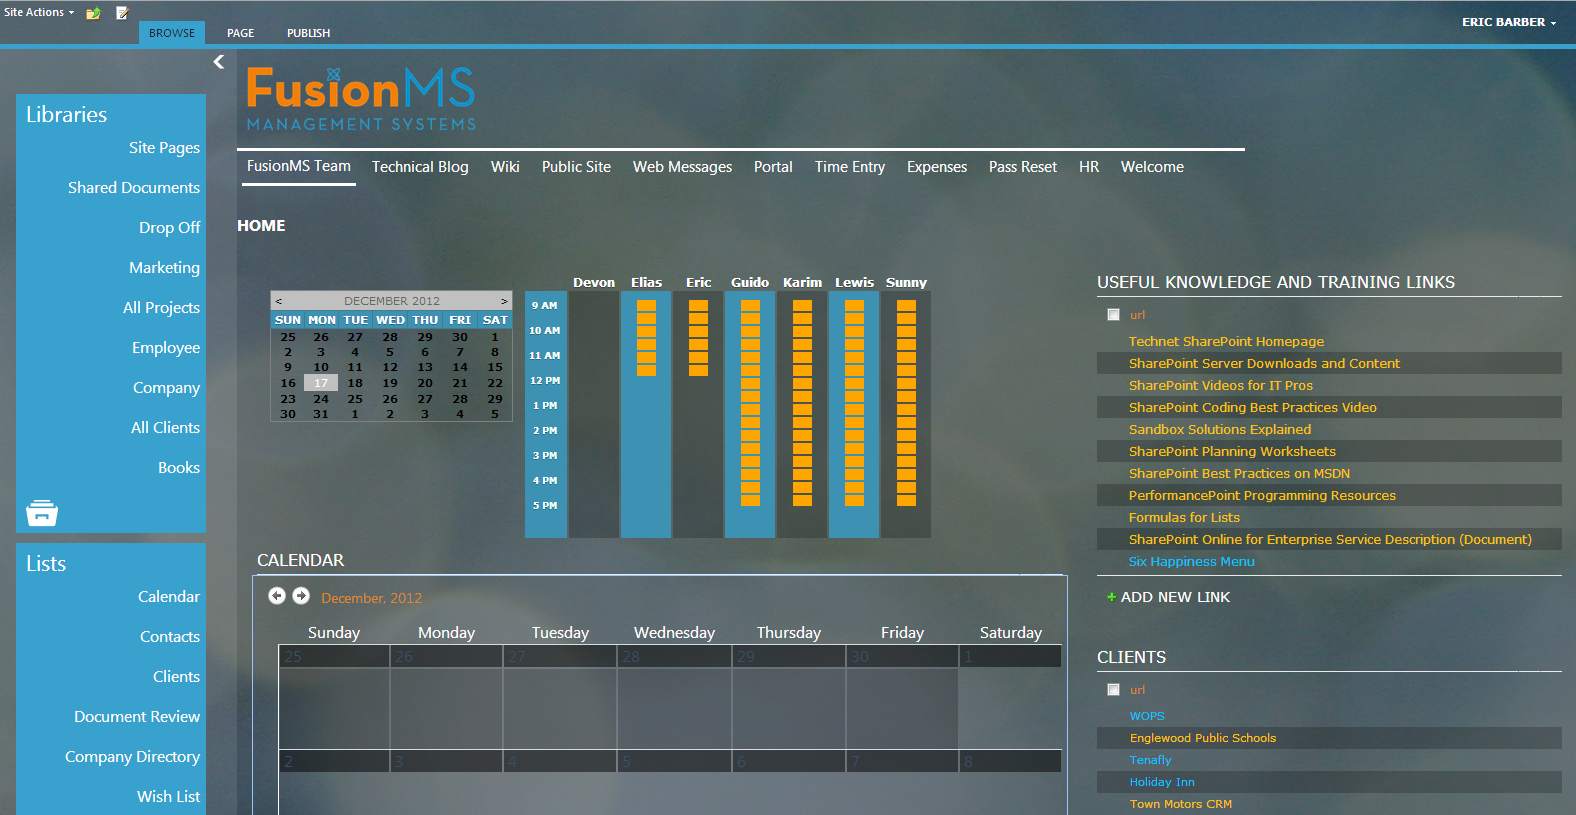 Site Actions
BROWSE PAGE PUBLISH
ERIC BARBER
Libraries
Site Pages
Shared Documents
Drop Off
Marketing
All Projects
Employee
Company
All Clients
Books
Lists
Calendar
Contacts
Clients
Document Review
Company Directory
Wish List
FusionMS
MANAGEMENT SYSTEMS
FusionMS Team Technical Blog Wiki Public Site Web Messages Portal Time Entry Expenses Pass Reset HR Welcome
HOME
< DECEMBER 2012 >
SUN MON TUE WED THU FRI SAT
25 26 27 28 29 30 1
2 3 4 5 6 7 8
9 10 11 12 13 14 15
16 17 18 19 20 21 22
23 24 25 26 27 28 29
30 31 1 2 3 4 5
Devon Elias Eric Guido Karim Lewis Sunny
9 AM
10 AM
11 AM
12 PM
1 PM
2 PM
3 PM
4 PM
5 PM
CALENDAR
December, 2012
Sunday Monday Tuesday Wednesday Thursday Friday Saturday
25 26 27 28 29 30 1
2 3 4 5 6 7 8
USEFUL KNOWLEDGE AND TRAINING LINKS
url
Technet SharePoint Homepage
SharePoint Server Downloads and Content
SharePoint Videos for IT Pros
SharePoint Coding Best Practices Video
Sandbox Solutions Explained
SharePoint Planning Worksheets
SharePoint Best Practices on MSDN
PerformancePoint Programming Resources
Formulas for Lists
SharePoint Online for Enterprise Service Description (Document)
Six Happiness Menu
ADD NEW LINK
CLIENTS
url
WOPS
Englewood Public Schools
Tenafly
Holiday Inn
Town Motors CRM